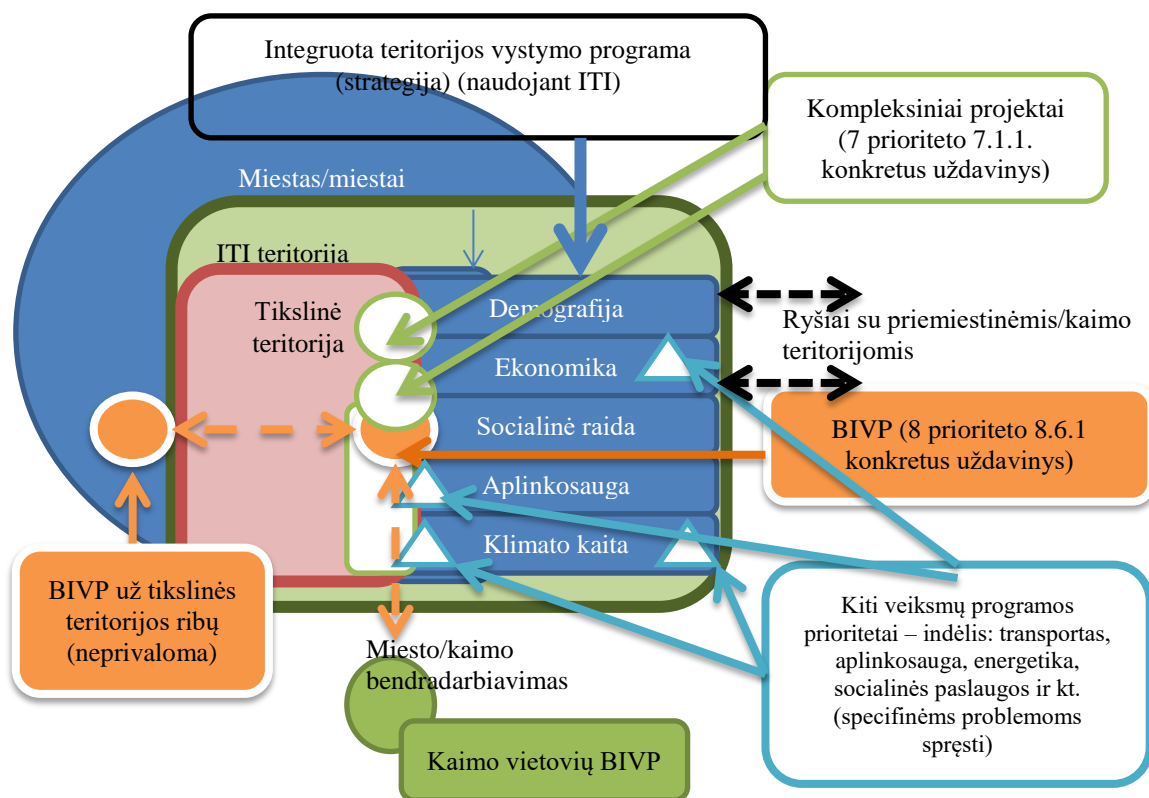 Integruota teritorijos vystymo programa
(strategija) (naudojant ITI)
Kompleksiniai projektai
(7 prioriteto 7.1.1.
konkretus uždavinys)
Miestas/miestai
ITI teritorija
Tikslinė
teritorija
Demografija
Ekonomika
Socialinė raida
Aplinkosauga
Klimato kaita
Ryšiai su priemiestinėmis/kaimo
teritorijomis
BIVP (8 prioriteto 8.6.1
konkretus uždavinys)
BIVP už tikslinės
teritorijos ribų
(neprivaloma)
Miesto/kaimo
bendradarbiavimas
Kaimo vietovių BIVP
Kiti veiksmų programos
prioritetai – indėlis: transportas,
aplinkosauga, energetika,
socialinės paslaugos ir kt.
(specifinėms problemoms
spręsti)